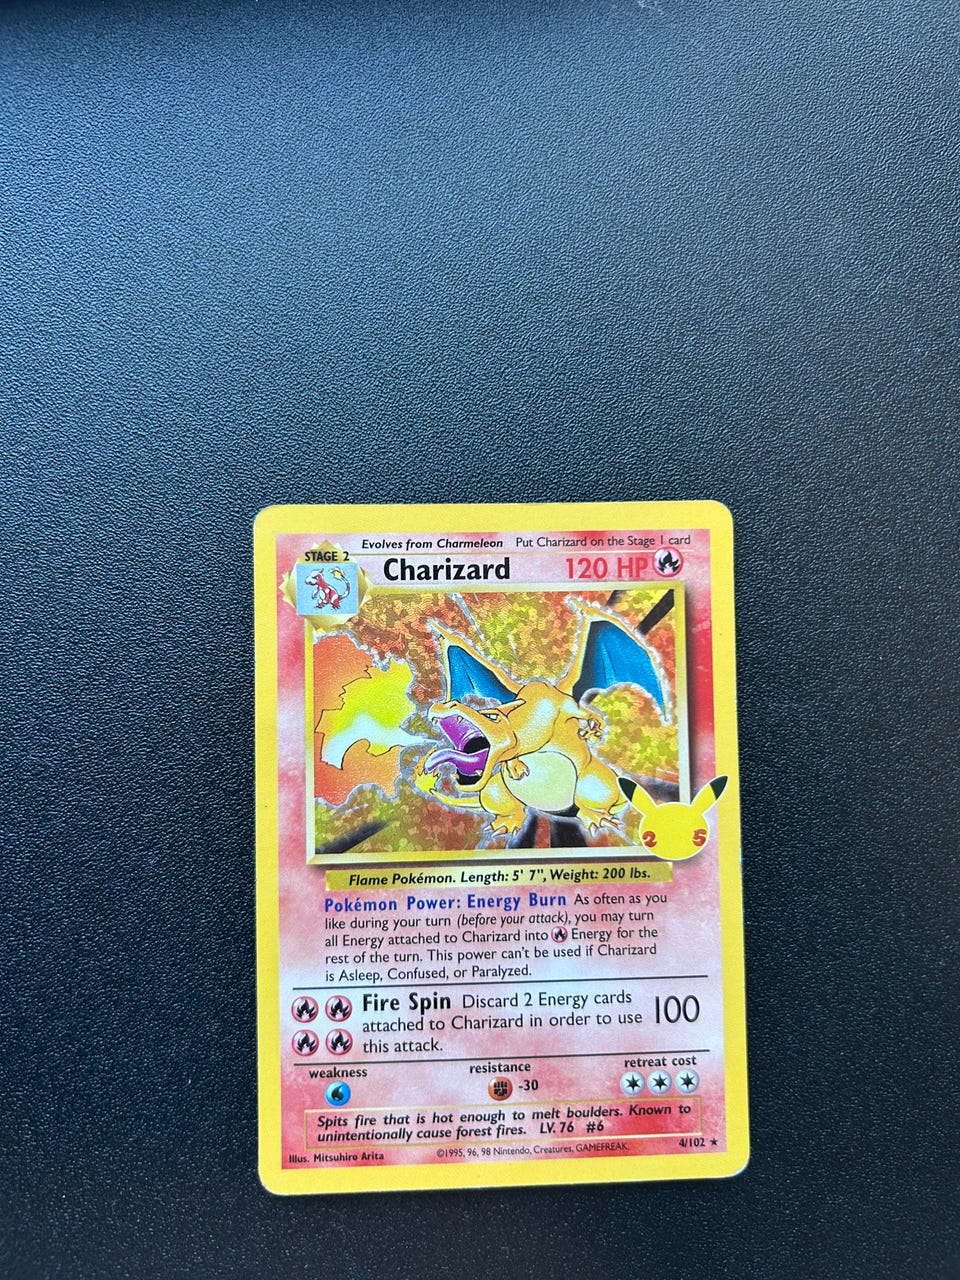 Evolves from Charmeleon Put Charizard on the Stage 1 card
STAGE 2
Charizard 120 HP
2 5
Flame Pokémon. Length: 5' 7", Weight: 200 lbs.
Pokémon Power: Energy Burn As often as you
like during your turn (before your attack), you may turn
all Energy attached to Charizard into Energy for the
rest of the turn. This power can't be used if Charizard
is Asleep, Confused, or Paralyzed.
Fire Spin Discard 2 Energy cards
attached to Charizard in order to use 100
this attack.
weakness resistance retreat cost
-30
Spits fire that is hot enough to melt boulders. Known to
unintentionally cause forest fires. LV. 76 #6
Illus. Mitsuhiro Arita ©1995, 96, 98 Nintendo, Creatures, GAMEFREAK. 4/102 ★